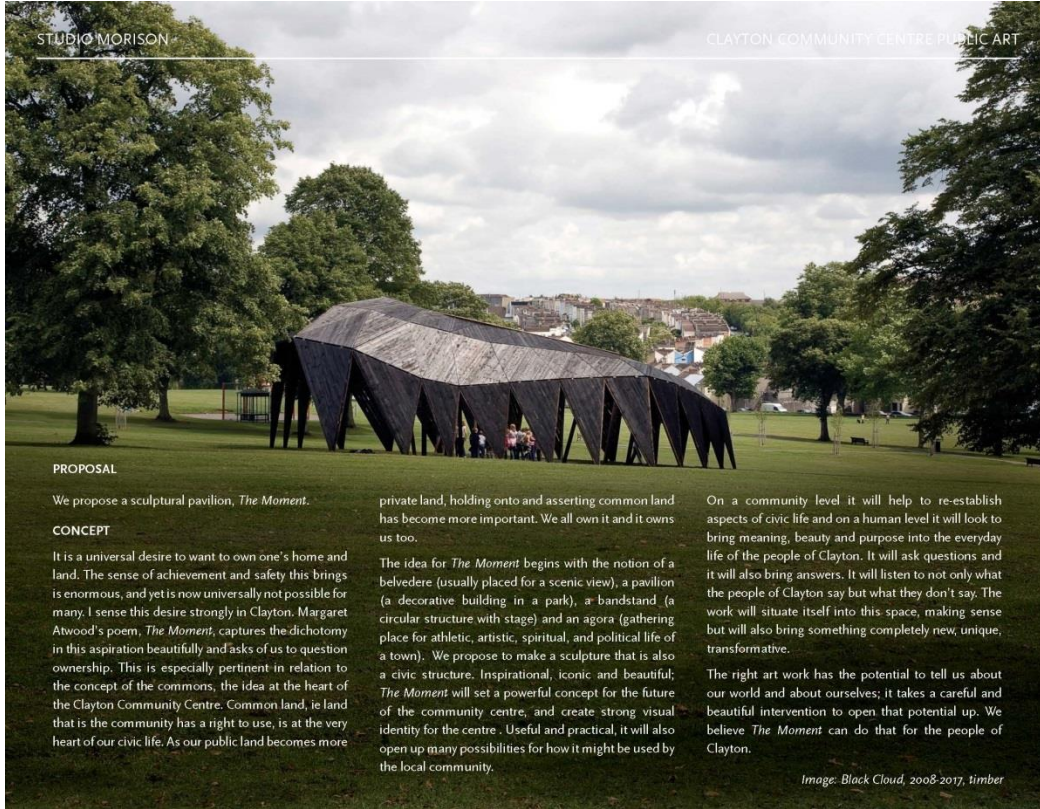 STUDIO MORISON
CLAYTON COMMUNITY CENTRE PUBLIC ART
PROPOSAL
We propose a sculptural pavilion, The Moment.
CONCEPT
It is a universal desire to want to own one's home and
land. The sense of achievement and safety this brings
is enormous, and yet is now universally not possible for
many. I sense this desire strongly in Clayton. Margaret
Atwood's poem, The Moment, captures the dichotomy
in this aspiration beautifully and asks of us to question
ownership. This is especially pertinent in relation to
the concept of the commons, the idea at the heart of
the Clayton Community Centre. Common land, ie land
that is the community has a right to use, is at the very
heart of our civic life. As our public land becomes more
private land, holding onto and asserting common land
has become more important. We all own it and it owns
us too.
The idea for The Moment begins with the notion of a
belvedere (usually placed for a scenic view), a pavilion
(a decorative building in a park), a bandstand (a
circular structure with stage) and an agora (gathering
place for athletic, artistic, spiritual, and political life of
a town). We propose to make a sculpture that is also
a civic structure. Inspirational, iconic and beautiful;
The Moment will set a powerful concept for the future
of the community centre, and create strong visual
identity for the centre . Useful and practical, it will also
open up many possibilities for how it might be used by
the local community.
On a community level it will help to re-establish
aspects of civic life and on a human level it will look to
bring meaning, beauty and purpose into the everyday
life of the people of Clayton. It will ask questions and
it will also bring answers. It will listen to not only what
the people of Clayton say but what they don't say. The
work will situate itself into this space, making sense
but will also bring something completely new, unique,
transformative.
The right art work has the potential to tell us about
our world and about ourselves; it takes a careful and
beautiful intervention to open that potential up. We
believe The Moment can do that for the people of
Clayton.
Image: Black Cloud, 2008-2017, timber